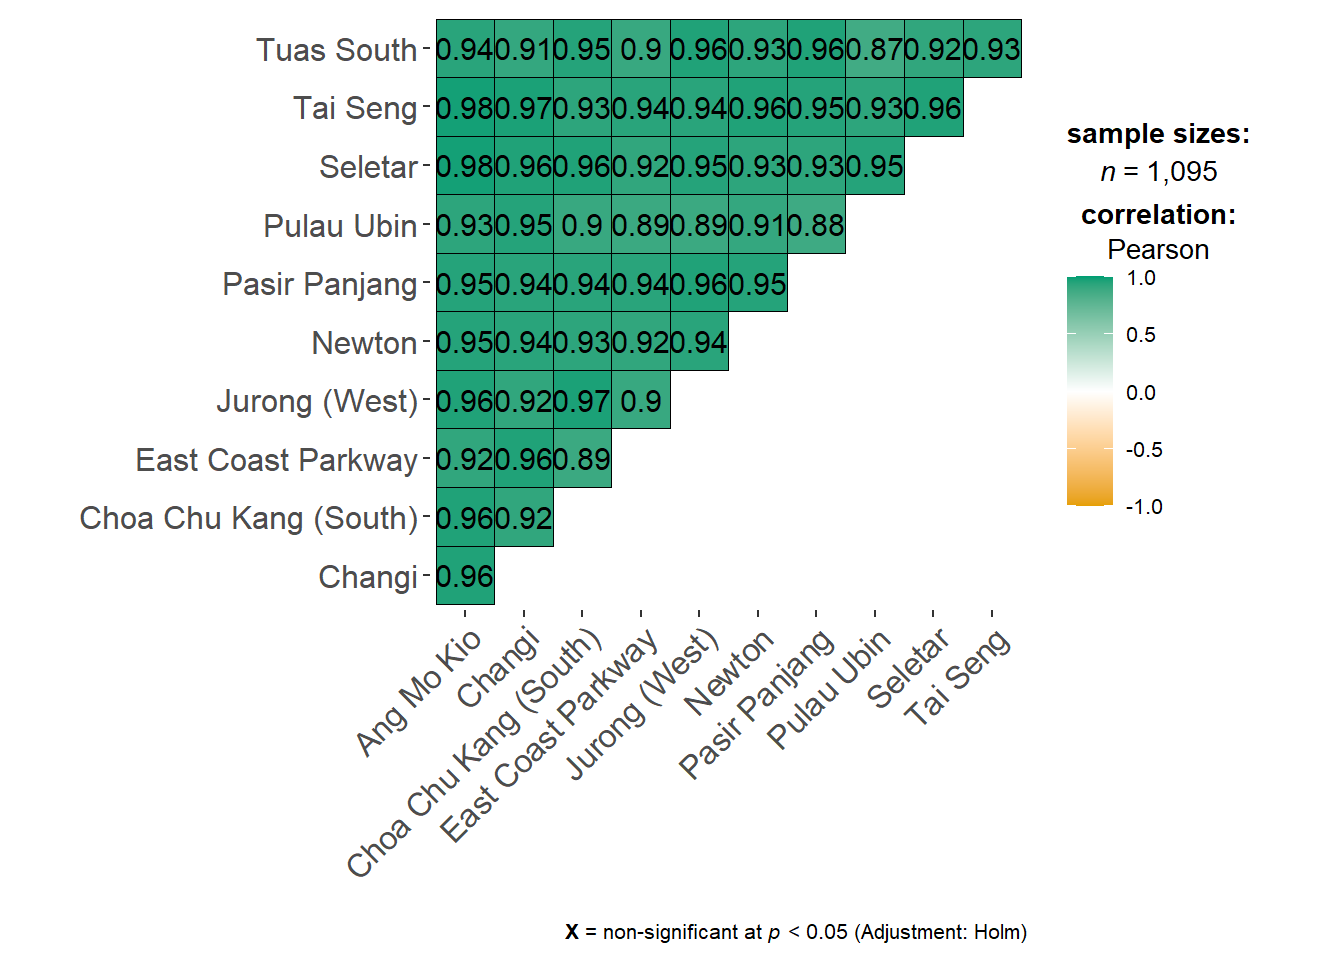 Tuas South 0.94 0.91 0.95 0.9 0.96 0.93 0.96 0.87 0.92 0.93
Tai Seng 0.98 0.97 0.93 0.94 0.94 0.96 0.95 0.93 0.96
Seletar 0.98 0.96 0.96 0.92 0.95 0.93 0.93 0.95
Pulau Ubin 0.93 0.95 0.9 0.89 0.89 0.91 0.88
Pasir Panjang 0.95 0.94 0.94 0.94 0.96 0.95
Newton 0.95 0.94 0.93 0.92 0.94
Jurong (West) 0.96 0.92 0.97 0.9
East Coast Parkway 0.92 0.96 0.89
Choa Chu Kang (South) 0.96 0.92
Changi 0.96
Ang Mo Kio
Changi
Choa Chu Kang (South)
East Coast Parkway
Jurong (West)
Newton
Pasir Panjang
Pulau Ubin
Seletar
Tai Seng
sample sizes:
n = 1,095
correlation:
Pearson
1.0
0.5
0.0
-0.5
-1.0
X = non-significant at p < 0.05 (Adjustment: Holm)